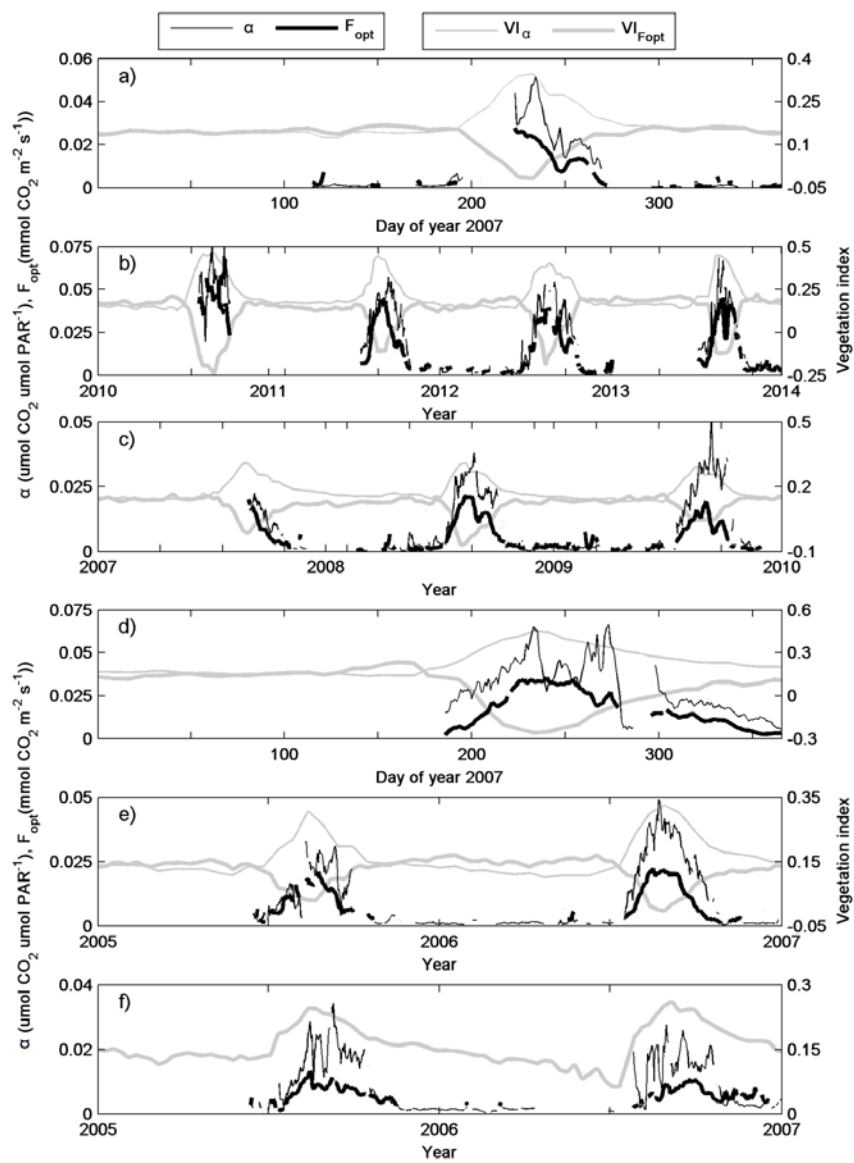 α F_opt VI_α VI_Fopt
α (umol CO₂ umol PAR⁻¹), F_opt(mmol CO₂ m⁻² s⁻¹))
Vegetation index
a)
0.06 0.4
0.04 0.25
0.02 0.1
0 -0.05
100 200 300
Day of year 2007
b)
0.075 0.5
0.05 0.25
0.025 0
0 -0.25
2010 2011 2012 2013 2014
Year
c)
0.05 0.5
0.025 0.2
0 -0.1
2007 2008 2009 2010
Year
α (umol CO₂ umol PAR⁻¹), F_opt(mmol CO₂ m⁻² s⁻¹))
Vegetation index
d)
0.075 0.6
0.05 0.3
0.025 0
0 -0.3
100 200 300
Day of year 2007
e)
0.05 0.35
0.025 0.15
0 -0.05
2005 2006 2007
Year
f)
0.04 0.3
0.02 0.15
0 0
2005 2006 2007
Year